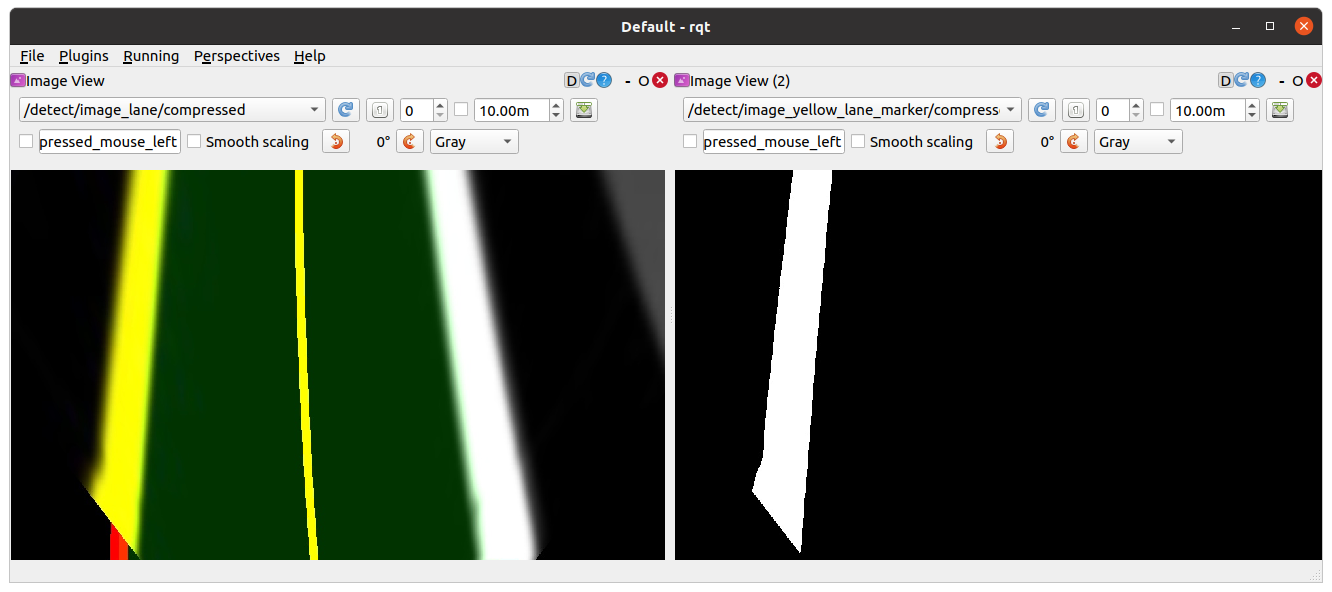 Default - rqt
File Plugins Running Perspectives Help
Image View D ? - O
/detect/image_lane/compressed 0 10.00m
pressed_mouse_left Smooth scaling 0° Gray
Image View (2) D ? - O
/detect/image_yellow_lane_marker/compress 0 10.00m
pressed_mouse_left Smooth scaling 0° Gray